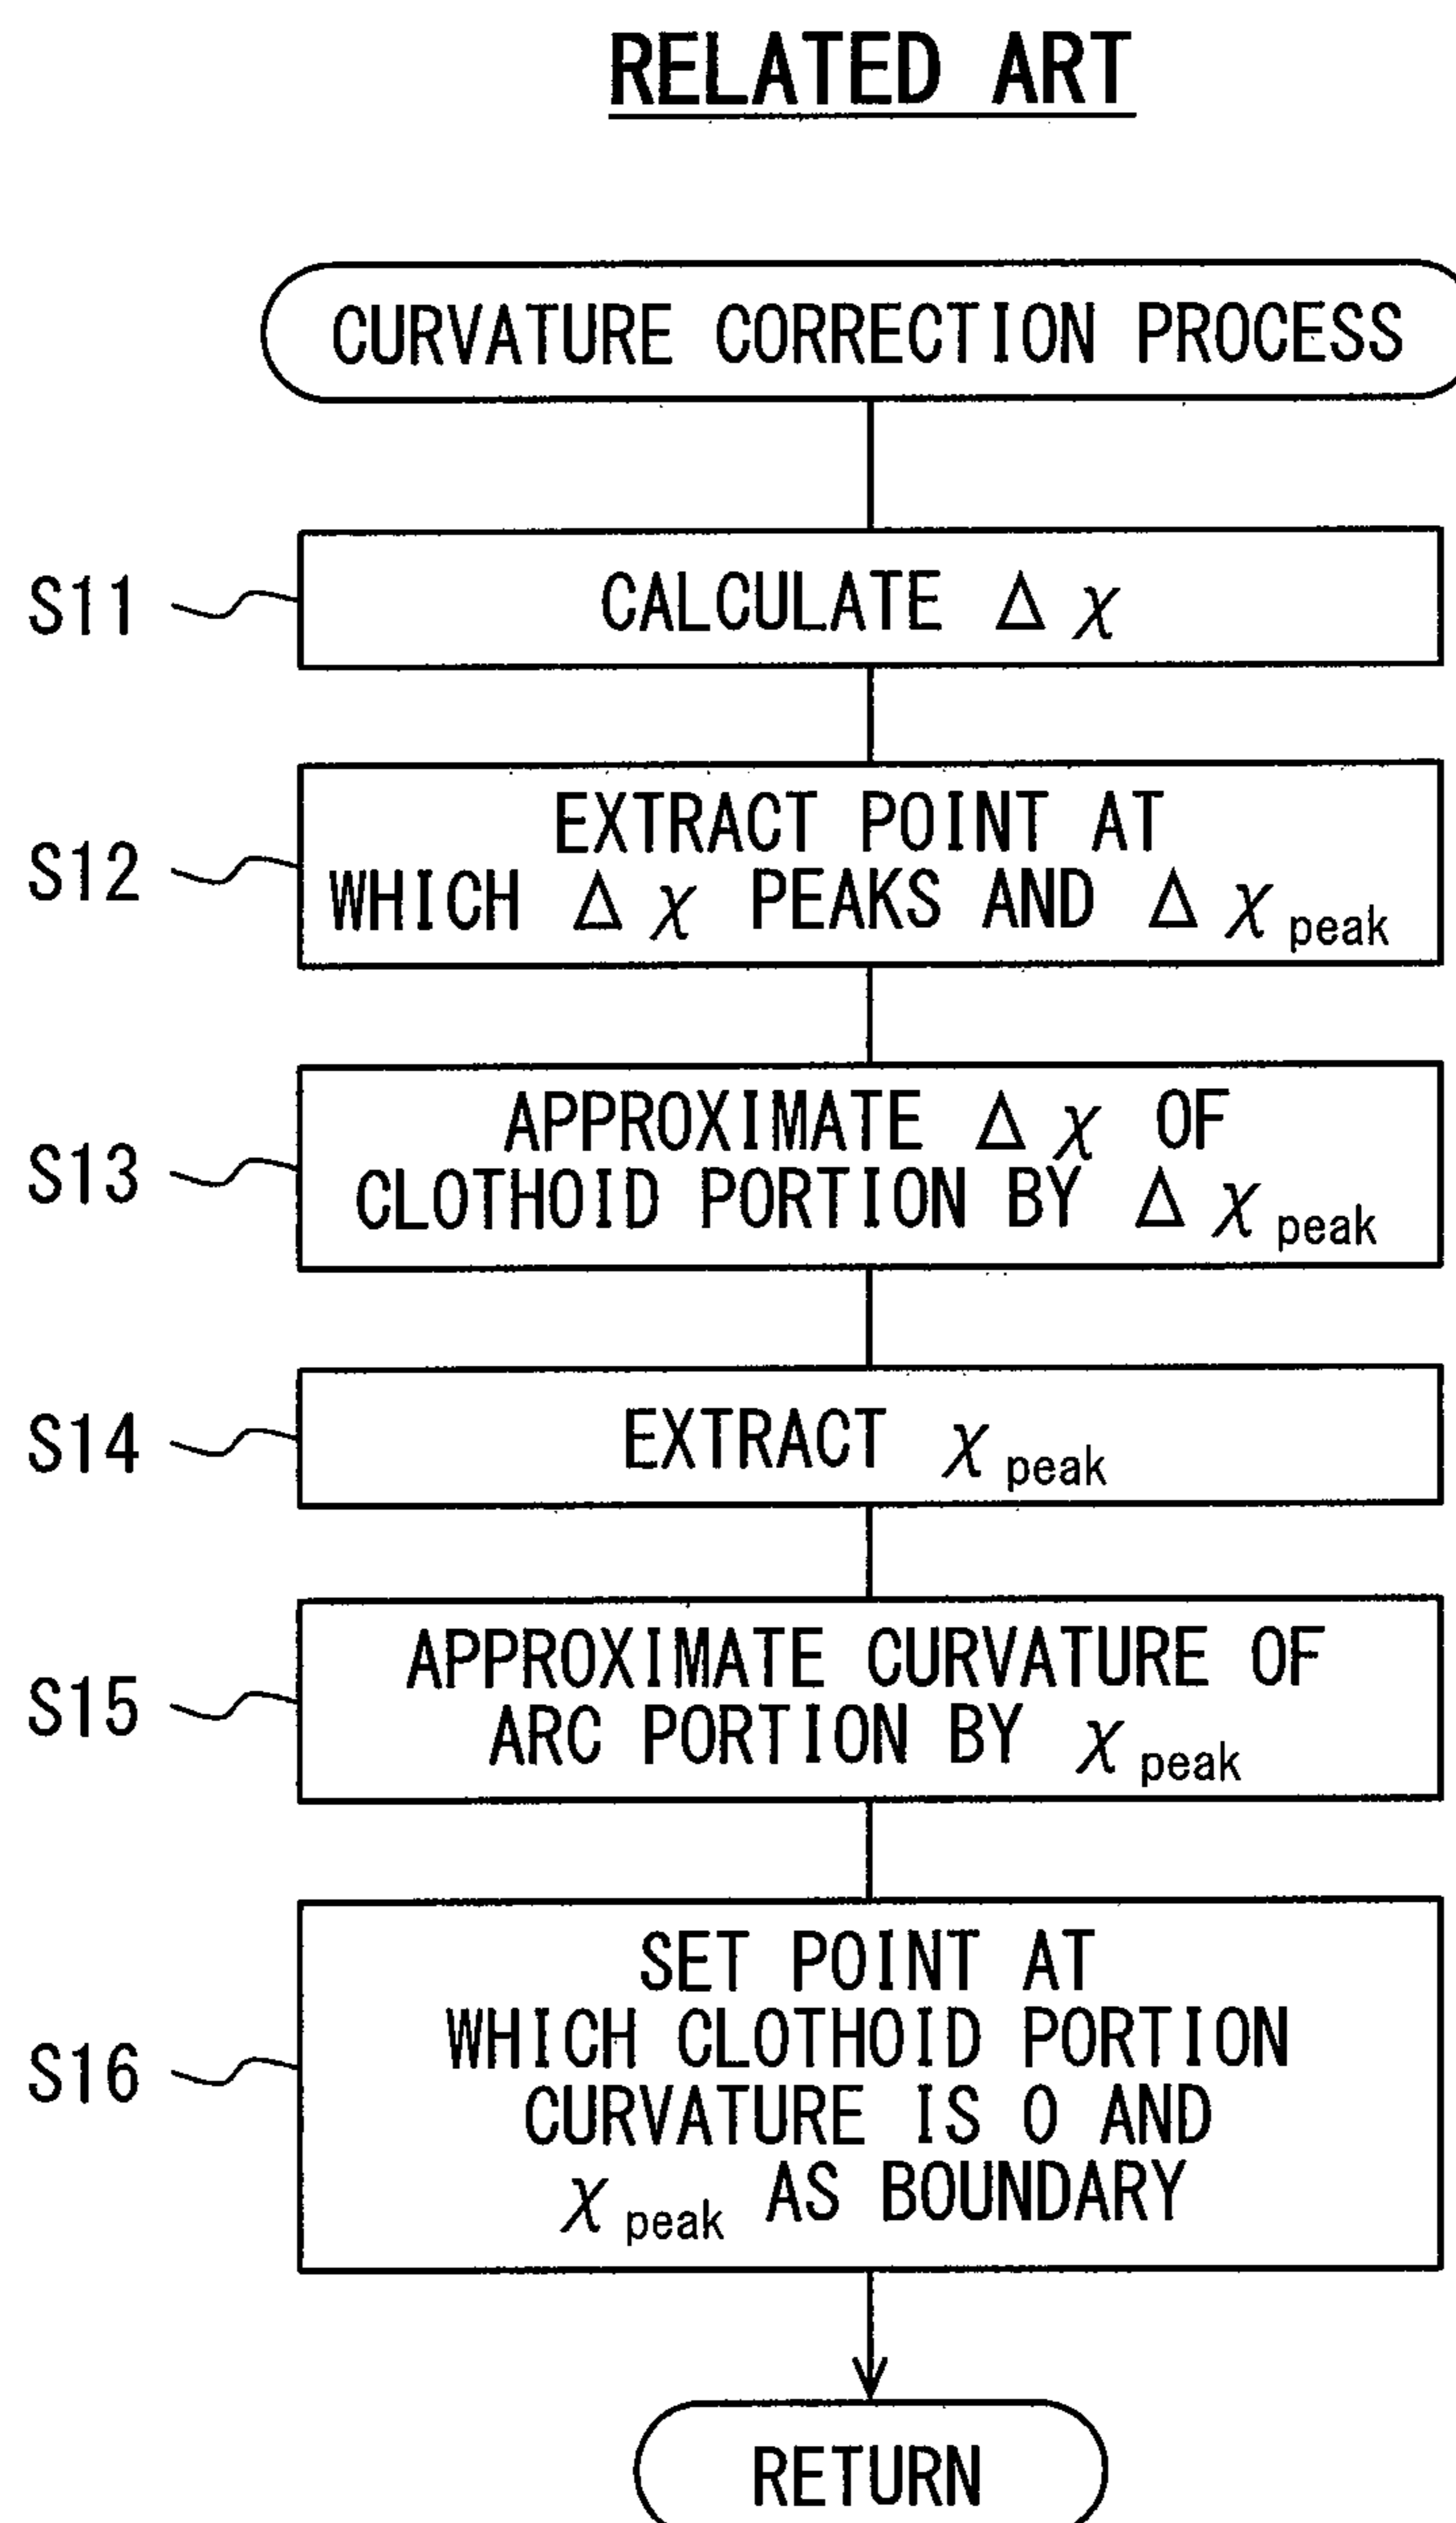 RELATED ART
CURVATURE CORRECTION PROCESS
S11
CALCULATE Δχ
S12
EXTRACT POINT AT
WHICH Δχ PEAKS AND Δχpeak
S13
APPROXIMATE Δχ OF
CLOTHOID PORTION BY Δχpeak
S14
EXTRACT χpeak
S15
APPROXIMATE CURVATURE OF
ARC PORTION BY χpeak
S16
SET POINT AT
WHICH CLOTHOID PORTION
CURVATURE IS 0 AND
χpeak AS BOUNDARY
RETURN